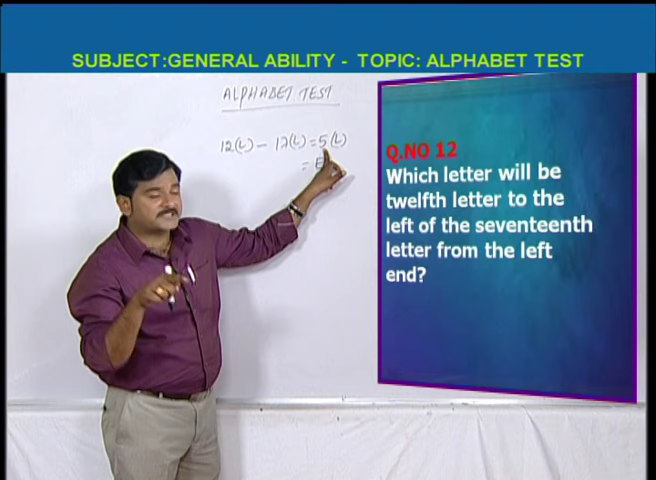 SUBJECT:GENERAL ABILITY - TOPIC: ALPHABET TEST
ALPHABET TEST
12(L) - 17(L) = 5(L)
= E
Q.NO 12
Which letter will be
twelfth letter to the
left of the seventeenth
letter from the left
end?